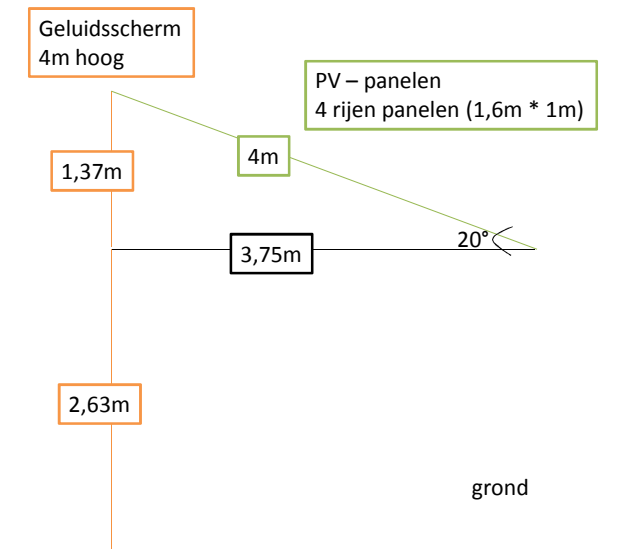 Geluidsscherm
4m hoog
PV – panelen
4 rijen panelen (1,6m * 1m)
4m
1,37m
20°
3,75m
2,63m
grond